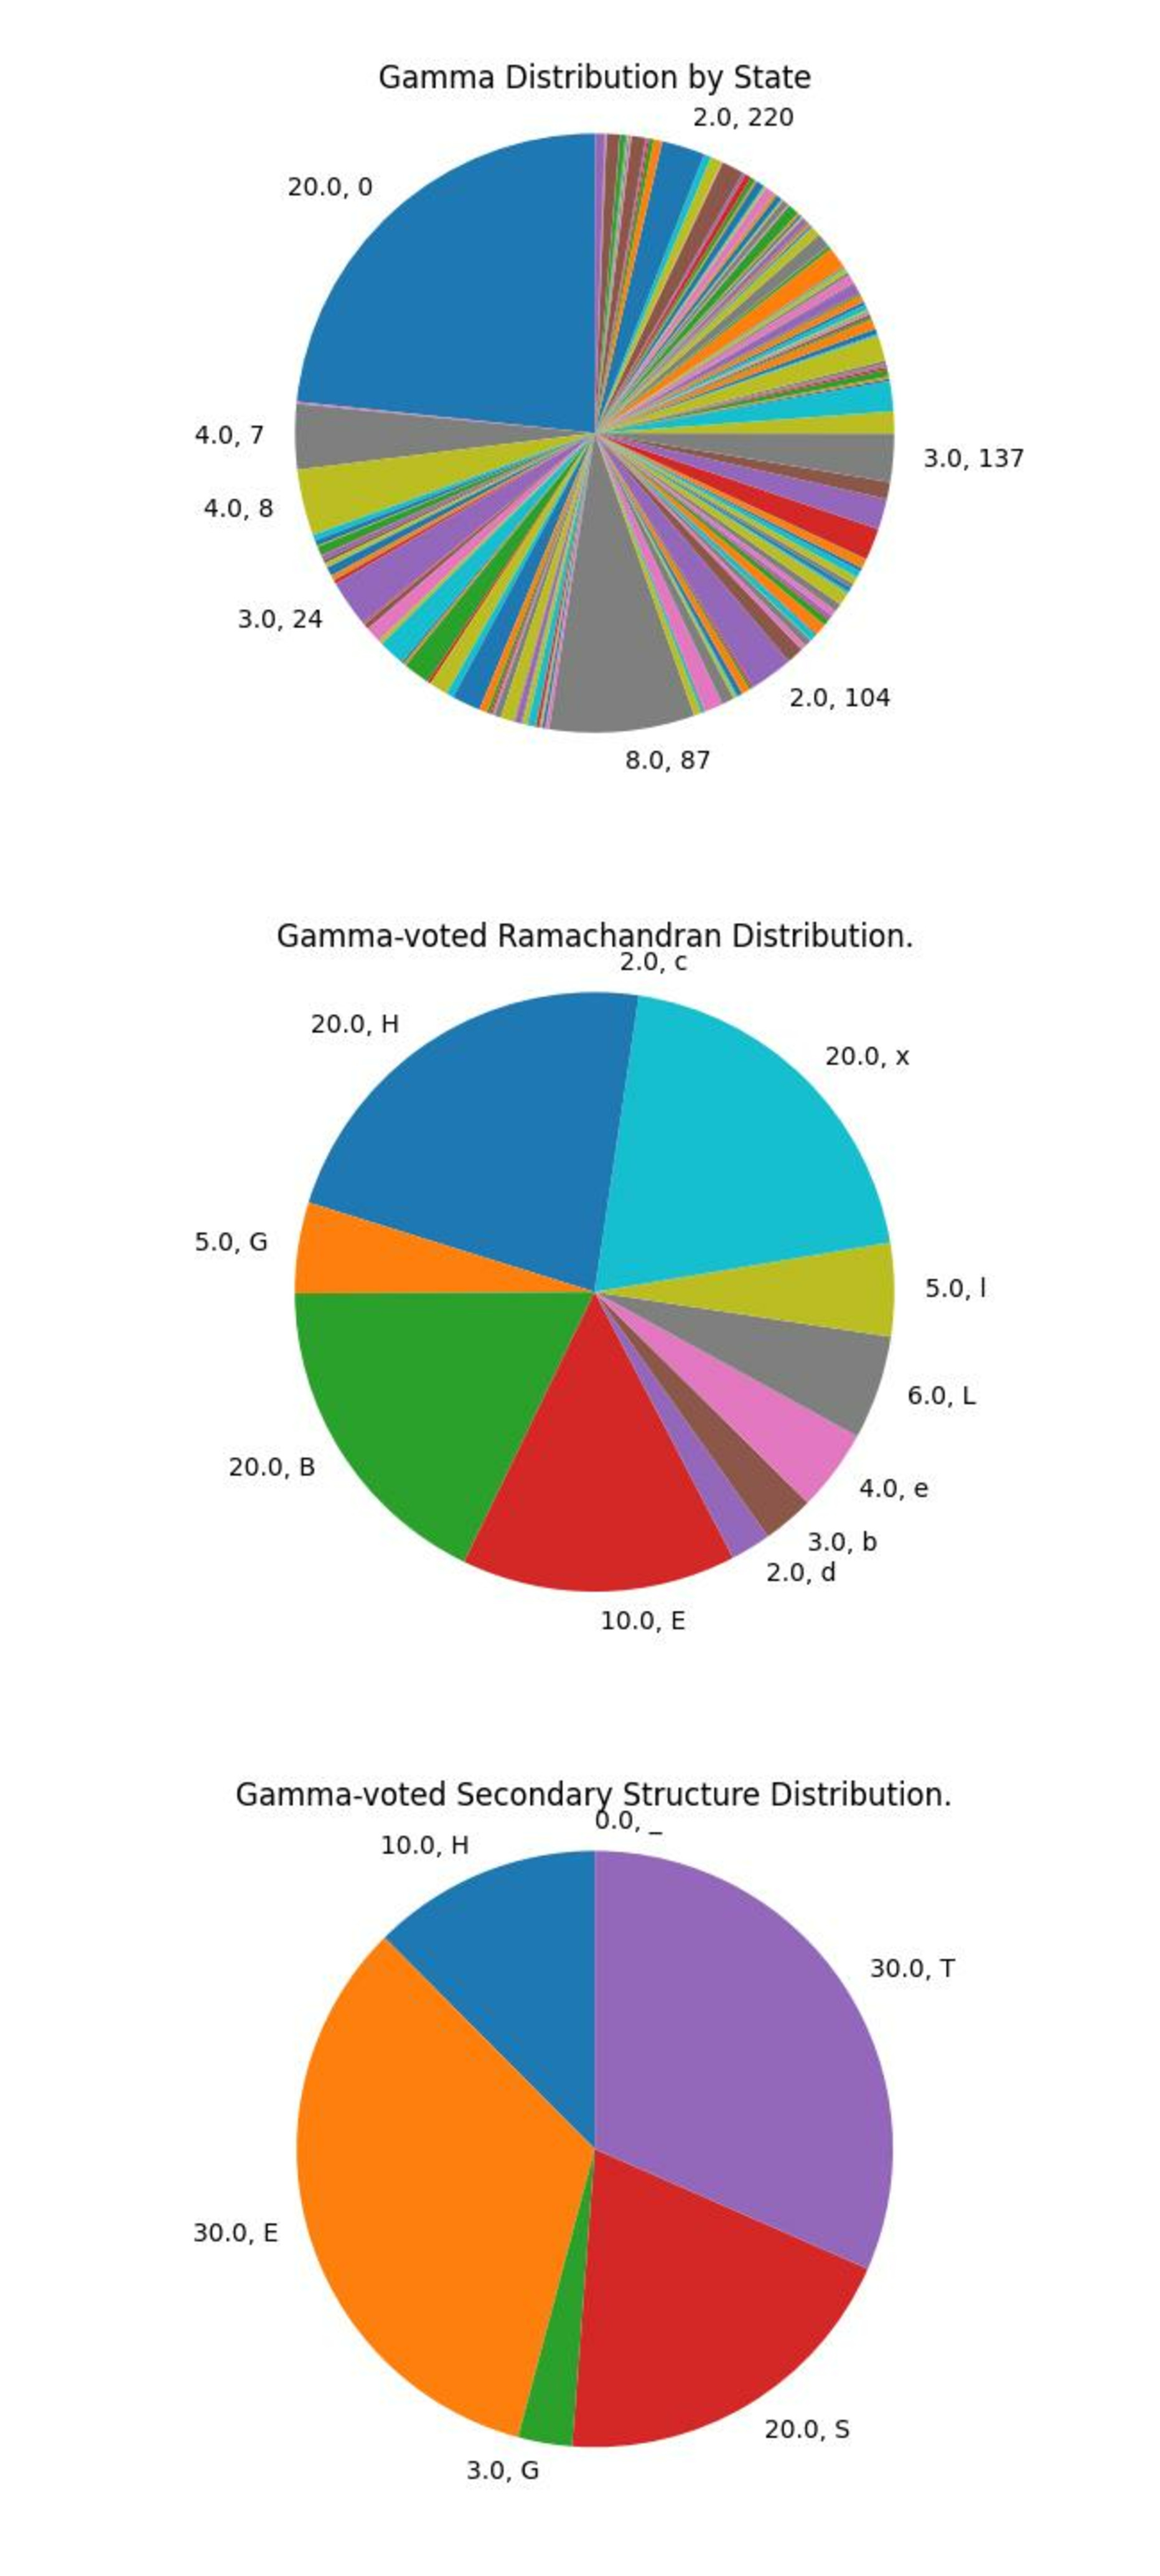 Gamma Distribution by State
2.0, 220
20.0, 0
4.0, 7
3.0, 137
4.0, 8
3.0, 24
2.0, 104
8.0, 87
Gamma-voted Ramachandran Distribution.
2.0, c
20.0, H
20.0, x
5.0, G
5.0, l
6.0, L
20.0, B
4.0, e
3.0, b
2.0, d
10.0, E
Gamma-voted Secondary Structure Distribution.
0.0, _
10.0, H
30.0, T
30.0, E
20.0, S
3.0, G